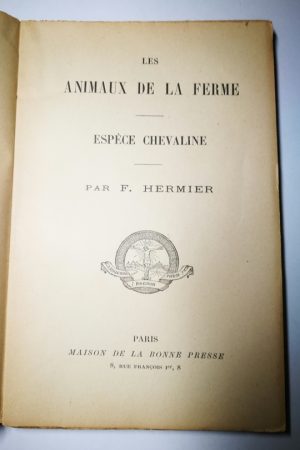 LES
ANIMAUX DE LA FERME
ESPÈCE CHEVALINE
PAR F. HERMIER
PARIS
MAISON DE LA BONNE PRESSE
8, RUE FRANÇOIS Iᵉʳ, 8